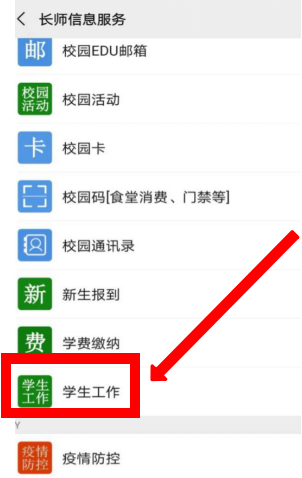 长师信息服务
邮 校园EDU邮箱
校园
活动 校园活动
卡 校园卡
校园码[食堂消费、门禁等]
校园通讯录
新 新生报到
费 学费缴纳
学生
工作 学生工作
Y
疫情
防控 疫情防控